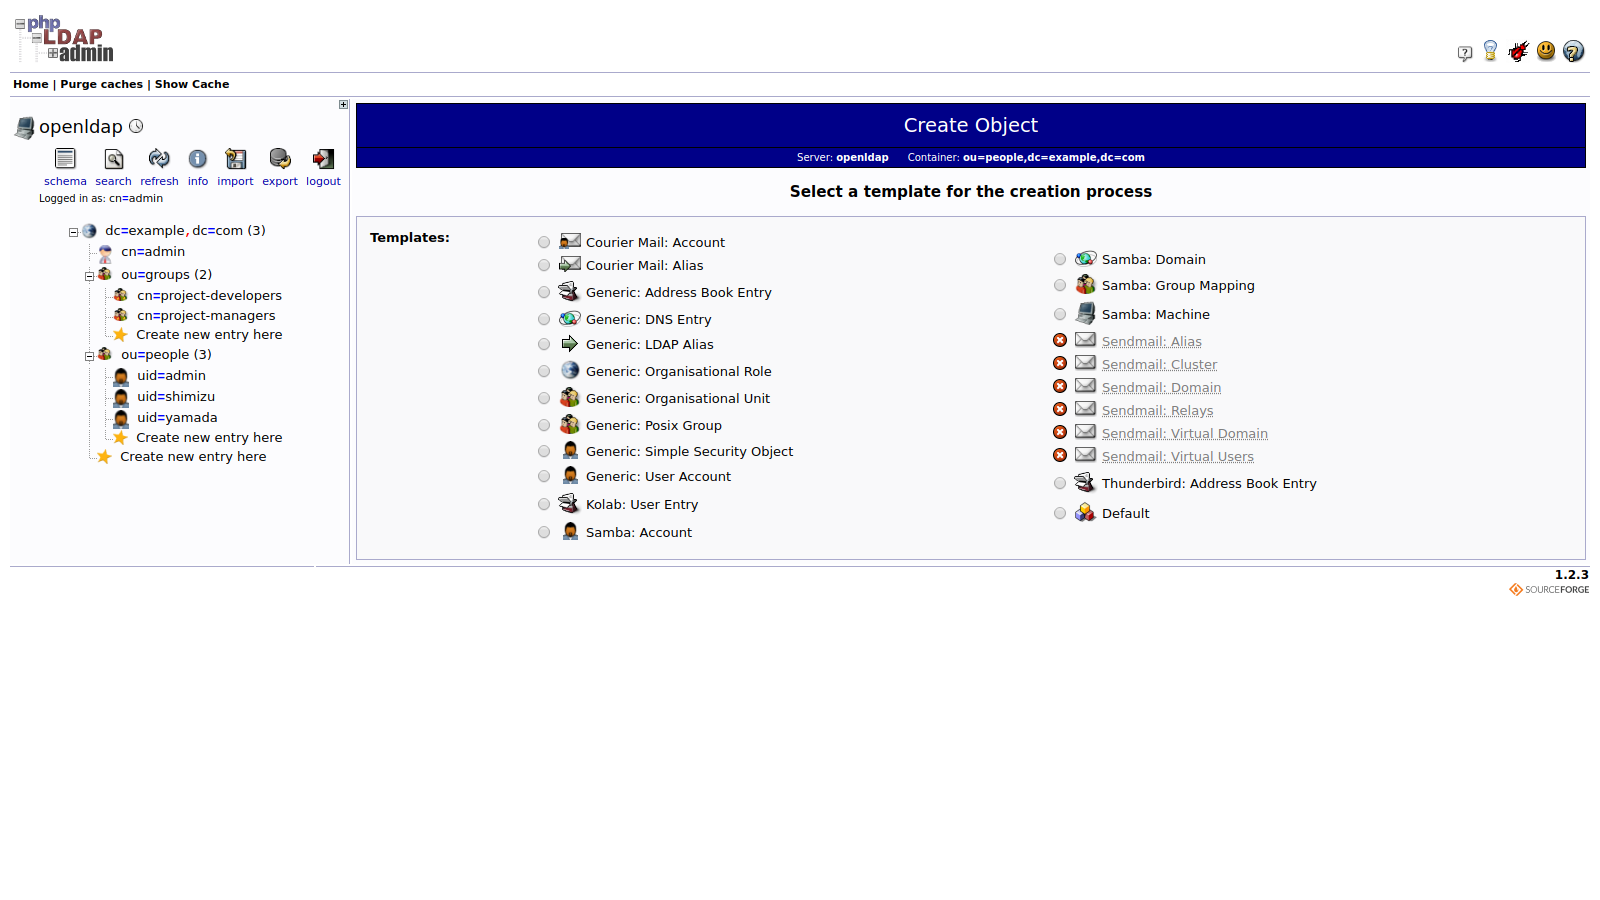 php
LDAP
admin
Home | Purge caches | Show Cache
openldap
schema search refresh info import export logout
Logged in as: cn=admin
dc=example,dc=com (3)
cn=admin
ou=groups (2)
cn=project-developers
cn=project-managers
Create new entry here
ou=people (3)
uid=admin
uid=shimizu
uid=yamada
Create new entry here
Create new entry here
Create Object
Server: openldap Container: ou=people,dc=example,dc=com
Select a template for the creation process
Templates:
Courier Mail: Account
Courier Mail: Alias
Generic: Address Book Entry
Generic: DNS Entry
Generic: LDAP Alias
Generic: Organisational Role
Generic: Organisational Unit
Generic: Posix Group
Generic: Simple Security Object
Generic: User Account
Kolab: User Entry
Samba: Account
Samba: Domain
Samba: Group Mapping
Samba: Machine
Sendmail: Alias
Sendmail: Cluster
Sendmail: Domain
Sendmail: Relays
Sendmail: Virtual Domain
Sendmail: Virtual Users
Thunderbird: Address Book Entry
Default
1.2.3
SOURCEFORGE